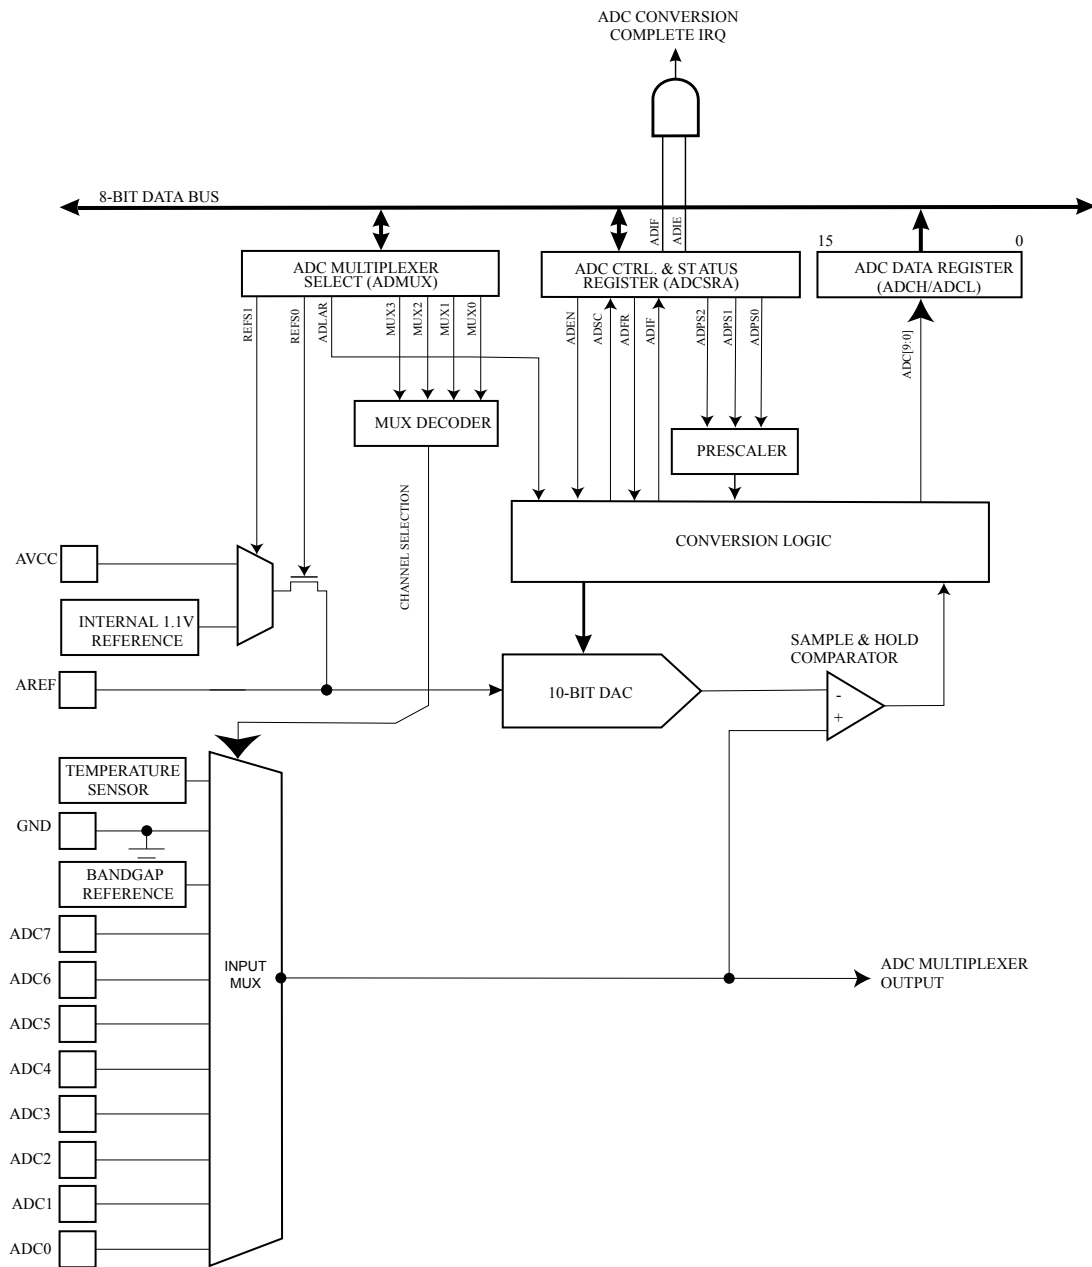 ADC CONVERSION
COMPLETE IRQ
8-BIT DATA BUS
ADIF
ADIE
15
0
ADC MULTIPLEXER
SELECT (ADMUX)
ADC CTRL. & STATUS
REGISTER (ADCSRA)
ADC DATA REGISTER
(ADCH/ADCL)
REFS1
REFS0
ADLAR
MUX3
MUX2
MUX1
MUX0
ADEN
ADSC
ADFR
ADIF
ADPS2
ADPS1
ADPS0
ADC[9:0]
MUX DECODER
PRESCALER
CHANNEL SELECTION
CONVERSION LOGIC
AVCC
INTERNAL 1.1V
REFERENCE
SAMPLE & HOLD
COMPARATOR
AREF
10-BIT DAC
-
+
TEMPERATURE
SENSOR
GND
BANDGAP
REFERENCE
ADC7
ADC6
INPUT
MUX
ADC MULTIPLEXER
OUTPUT
ADC5
ADC4
ADC3
ADC2
ADC1
ADC0